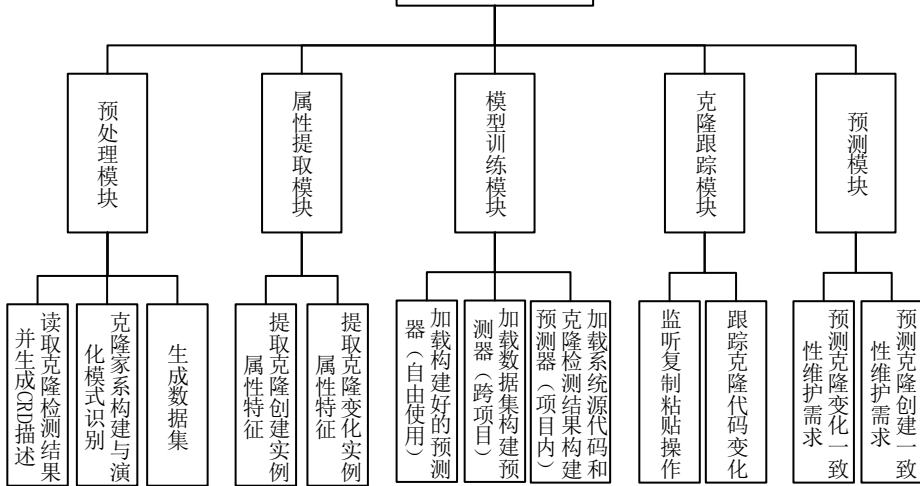 预处理模块
属性提取模块
模型训练模块
克隆跟踪模块
预测模块
读取克隆检测结果
并生成CRD描述
克隆家系构建与演
化模式识别
生成数据集
提取克隆创建实例
属性特征
提取克隆变化实例
属性特征
加载构建好的预测
器（自由使用）
加载数据集构建预
测器（跨项目）
加载系统源代码和
克隆检测结果构建
预测器（项目内）
监听复制粘贴操作
跟踪克隆代码变化
预测克隆变化一致
性维护需求
预测克隆创建一致
性维护需求